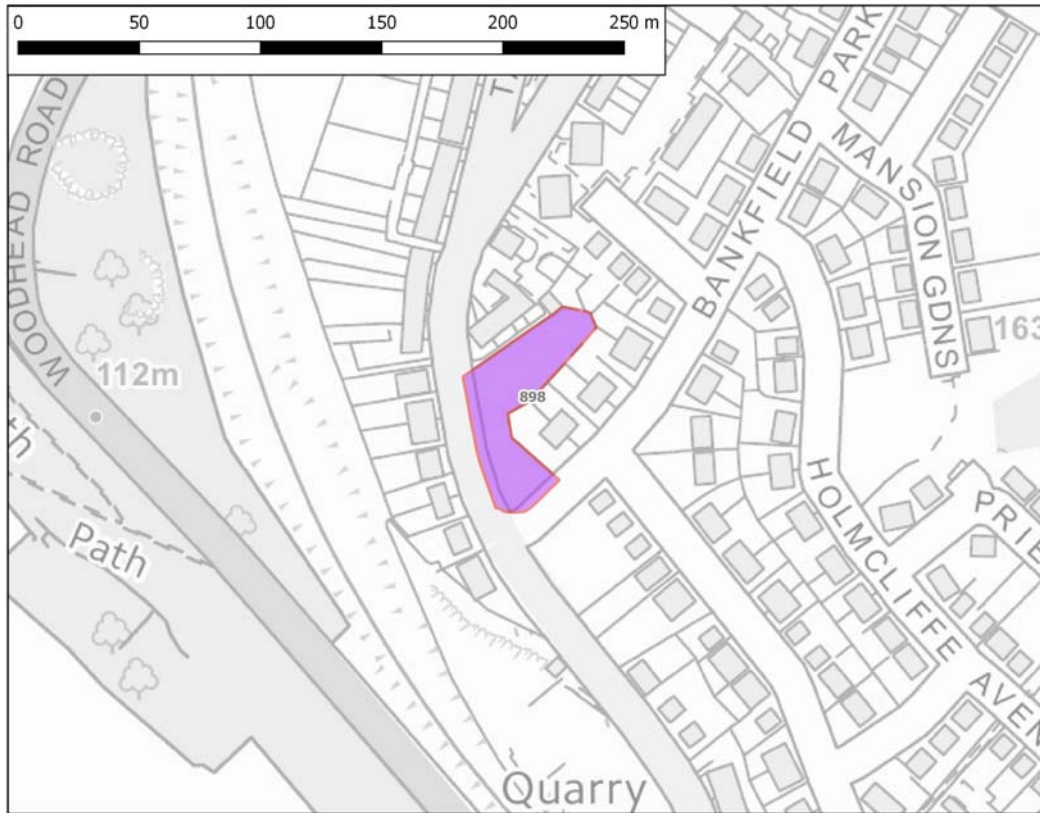 0 50 100 150 200 250 m
WOODHEAD ROAD
BANKFIELD PARK
MANSION GDNS
163
112m
898
HOLMCLIFFE AVEN
PRIE
th
Path
Quarry